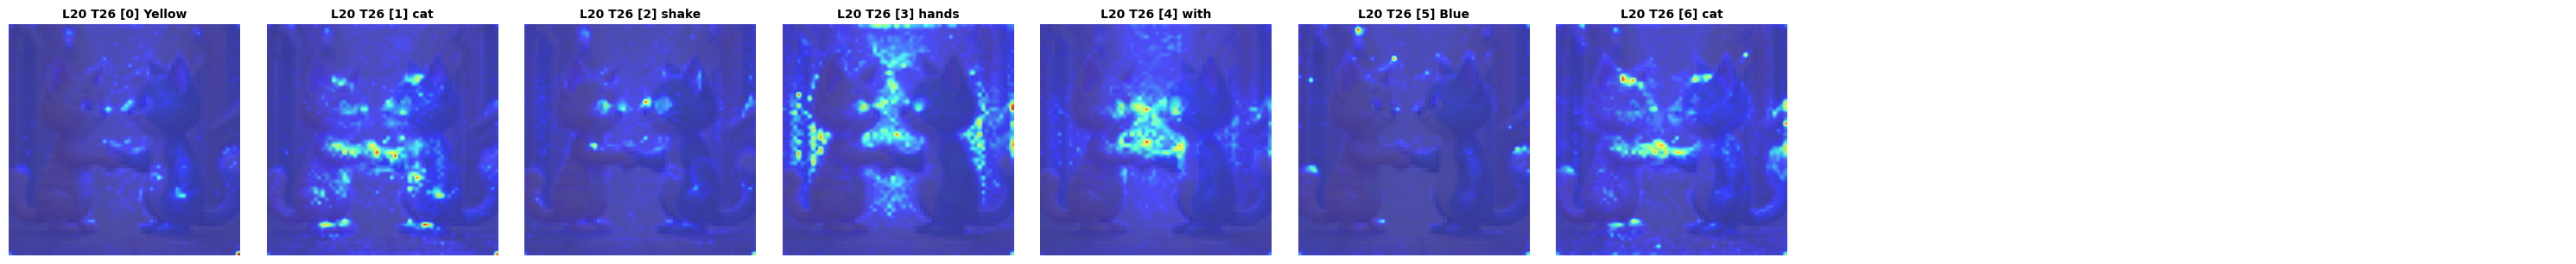 L20 T26 [0] Yellow
L20 T26 [1] cat
L20 T26 [2] shake
L20 T26 [3] hands
L20 T26 [4] with
L20 T26 [5] Blue
L20 T26 [6] cat